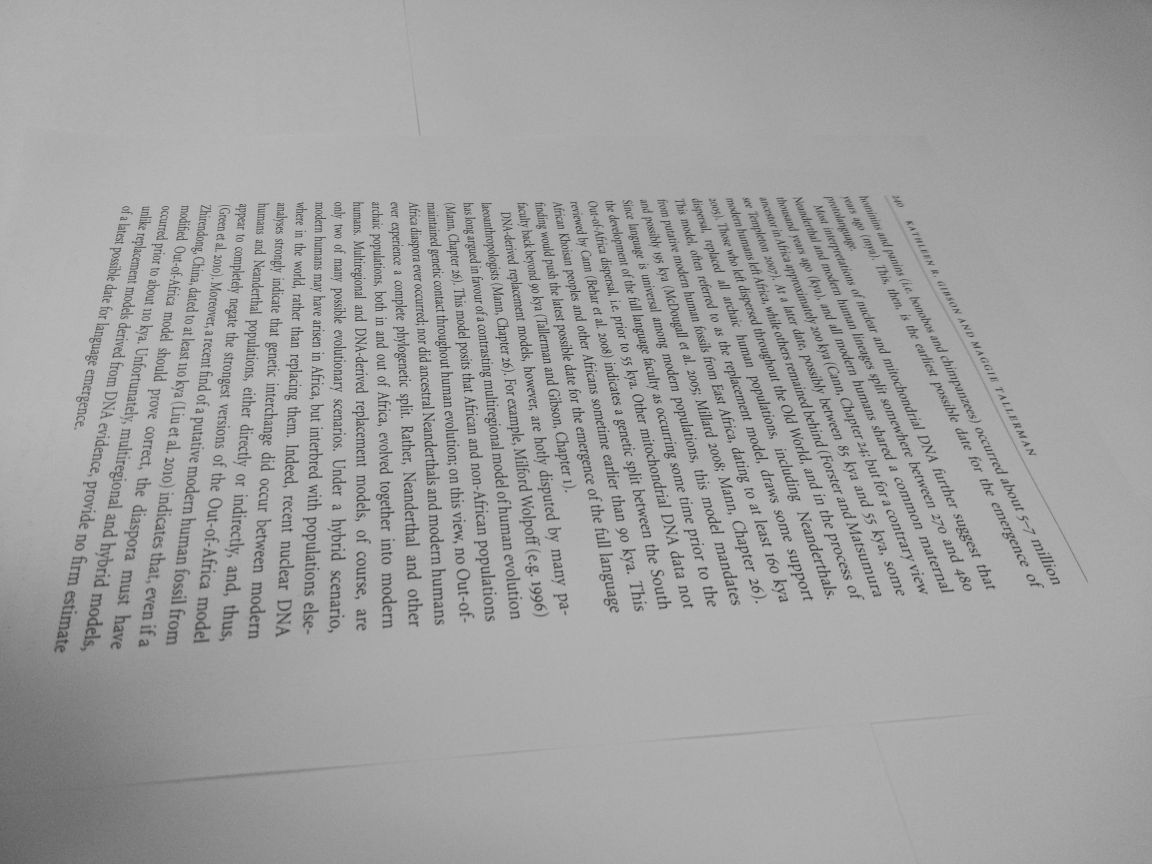 240 KATHLEEN R. GIBSON AND MAGGIE TALLERMAN
hominins and panins (i.e. bonobos and chimpanzees) occurred about 5–7 million
years ago (mya). This, then, is the earliest possible date for the emergence of
protolanguage.
Most interpretations of nuclear and mitochondrial DNA further suggest that
Neanderthal and modern human lineages split somewhere between 270 and 480
thousand years ago (kya), and all modern humans shared a common maternal
ancestor in Africa approximately 200 kya (Cann, Chapter 24; but, for a contrary view
see Templeton 2007). At a later date, possibly between 85 kya and 55 kya, some
modern humans left Africa, while others remained behind (Forster and Matsumura
2005). Those who left dispersed throughout the Old World, and in the process of
dispersal, replaced all archaic human populations, including Neanderthals.
This model, often referred to as the replacement model, draws some support
from putative modern human fossils from East Africa, dating to at least 160 kya
and possibly 195 kya (McDougall et al. 2005; Millard 2008; Mann, Chapter 26).
Since language is universal among modern populations, this model mandates
the development of the full language faculty as occurring some time prior to the
Out-of-Africa dispersal, i.e. prior to 55 kya. Other mitochondrial DNA data not
reviewed by Cann (Behar et al. 2008) indicates a genetic split between the South
African Khoisan peoples and other Africans sometime earlier than 90 kya. This
finding would push the latest possible date for the emergence of the full language
faculty back beyond 90 kya (Tallerman and Gibson, Chapter 1).
DNA-derived replacement models, however, are hotly disputed by many pa-
laeoanthropologists (Mann, Chapter 26). For example, Milford Wolpoff (e.g. 1996)
has long argued in favour of a contrasting multiregional model of human evolution
(Mann, Chapter 26). This model posits that African and non-African populations
maintained genetic contact throughout human evolution; on this view, no Out-of-
Africa diaspora ever occurred; nor did ancestral Neanderthals and modern humans
ever experience a complete phylogenetic split. Rather, Neanderthal and other
archaic populations, both in and out of Africa, evolved together into modern
humans. Multiregional and DNA-derived replacement models, of course, are
only two of many possible evolutionary scenarios. Under a hybrid scenario,
modern humans may have arisen in Africa, but interbred with populations else-
where in the world, rather than replacing them. Indeed, recent nuclear DNA
analyses strongly indicate that genetic interchange did occur between modern
humans and Neanderthal populations, either directly or indirectly, and, thus,
appear to completely negate the strongest versions of the Out-of-Africa model
(Green et al. 2010). Moreover, a recent find of a putative modern human fossil from
Zhirendong, China, dated to at least 110 kya (Liu et al. 2010) indicates that, even if a
modified Out-of-Africa model should prove correct, the diaspora must have
occurred prior to about 110 kya. Unfortunately, multiregional and hybrid models,
unlike replacement models derived from DNA evidence, provide no firm estimate
of a latest possible date for language emergence.